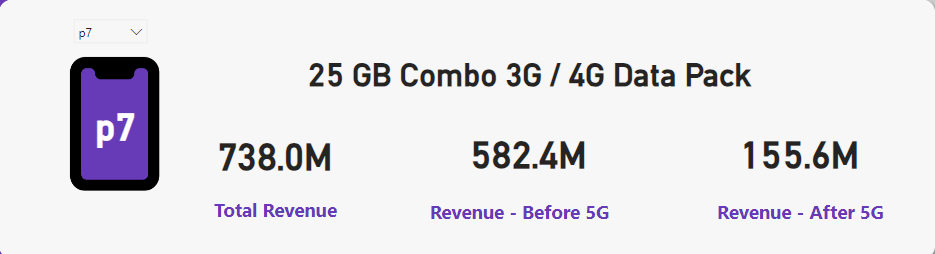 p7
p7
25 GB Combo 3G / 4G Data Pack
738.0M 582.4M 155.6M
Total Revenue Revenue - Before 5G Revenue - After 5G